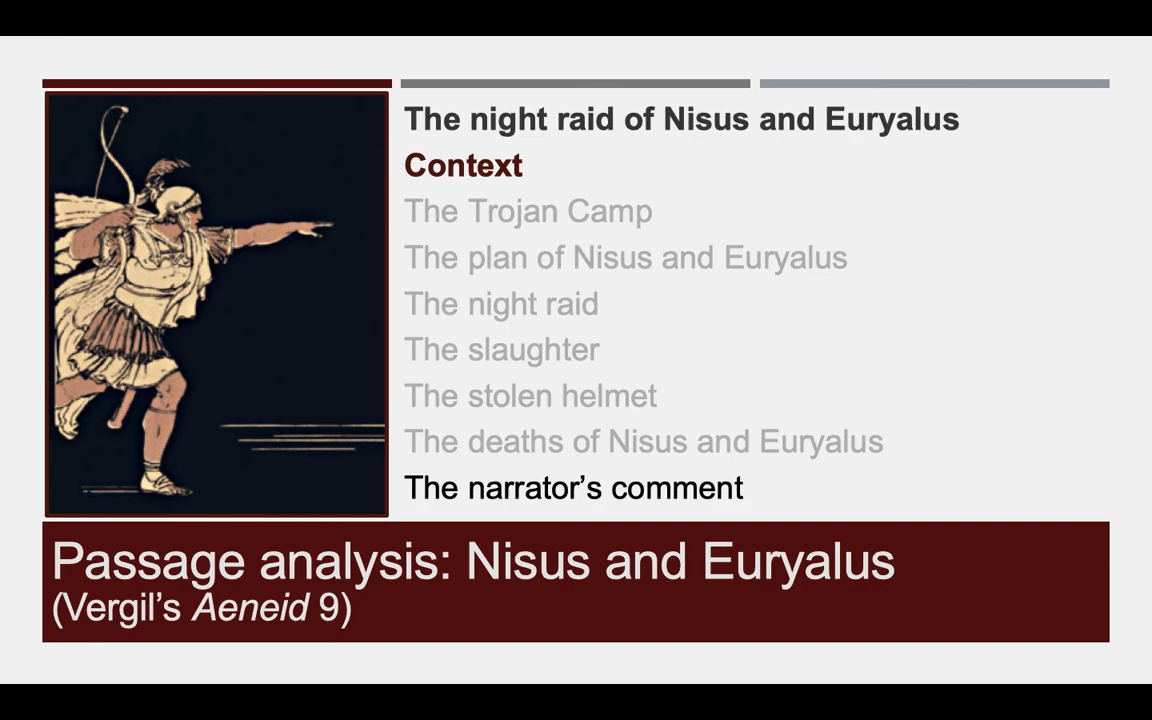 The night raid of Nisus and Euryalus
Context
The Trojan Camp
The plan of Nisus and Euryalus
The night raid
The slaughter
The stolen helmet
The deaths of Nisus and Euryalus
The narrator’s comment
Passage analysis: Nisus and Euryalus
(Vergil’s Aeneid 9)